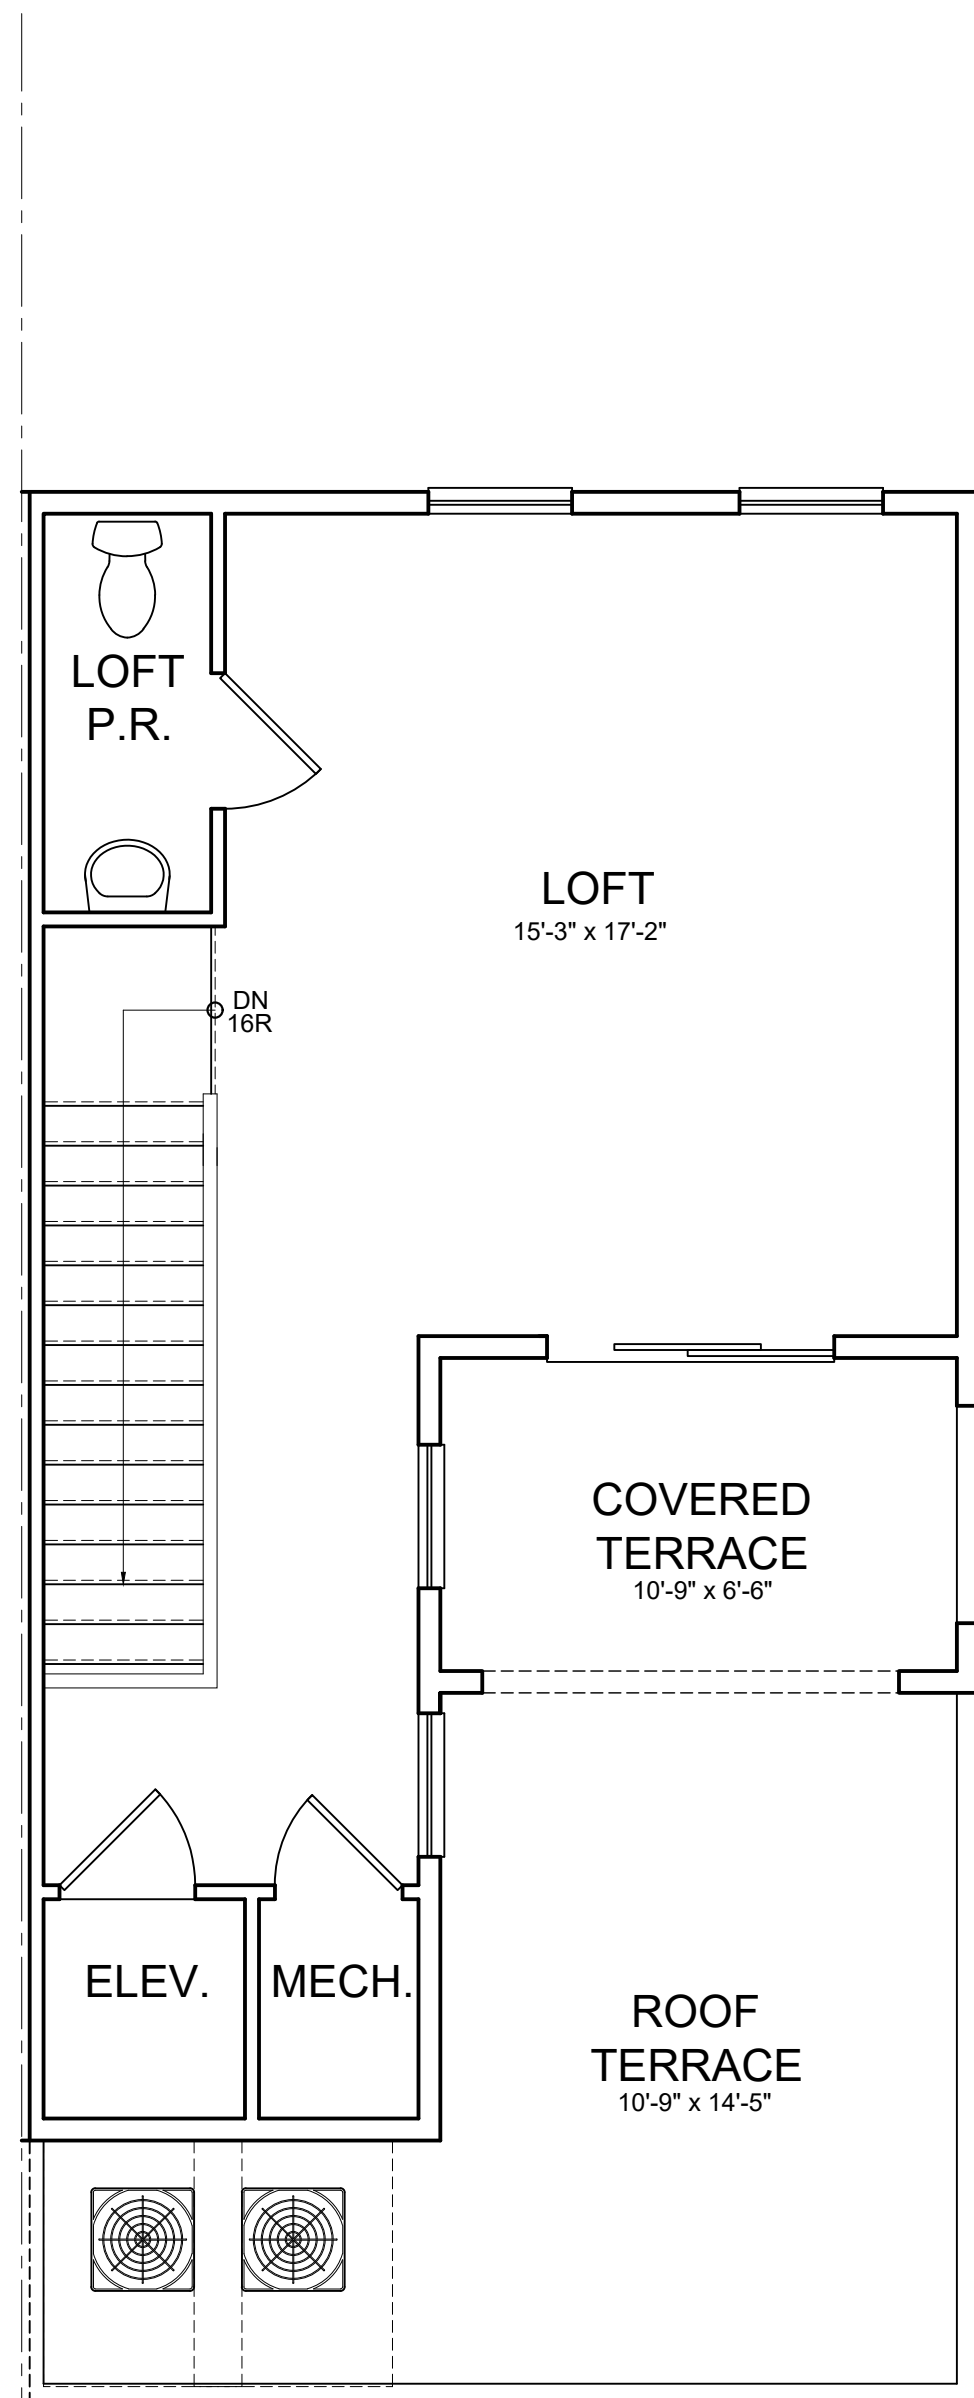 LOFT
P.R.
LOFT
15'-3" x 17'-2"
DN
16R
COVERED
TERRACE
10'-9" x 6'-6"
ELEV.
MECH.
ROOF
TERRACE
10'-9" x 14'-5"